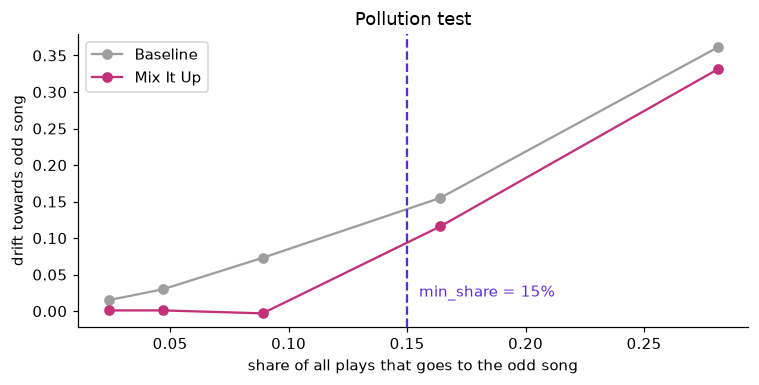 Pollution test
Baseline
Mix It Up
drift towards odd song
0.35
0.30
0.25
0.20
0.15
0.10
0.05
0.00
min_share = 15%
0.05
0.10
0.15
0.20
0.25
share of all plays that goes to the odd song